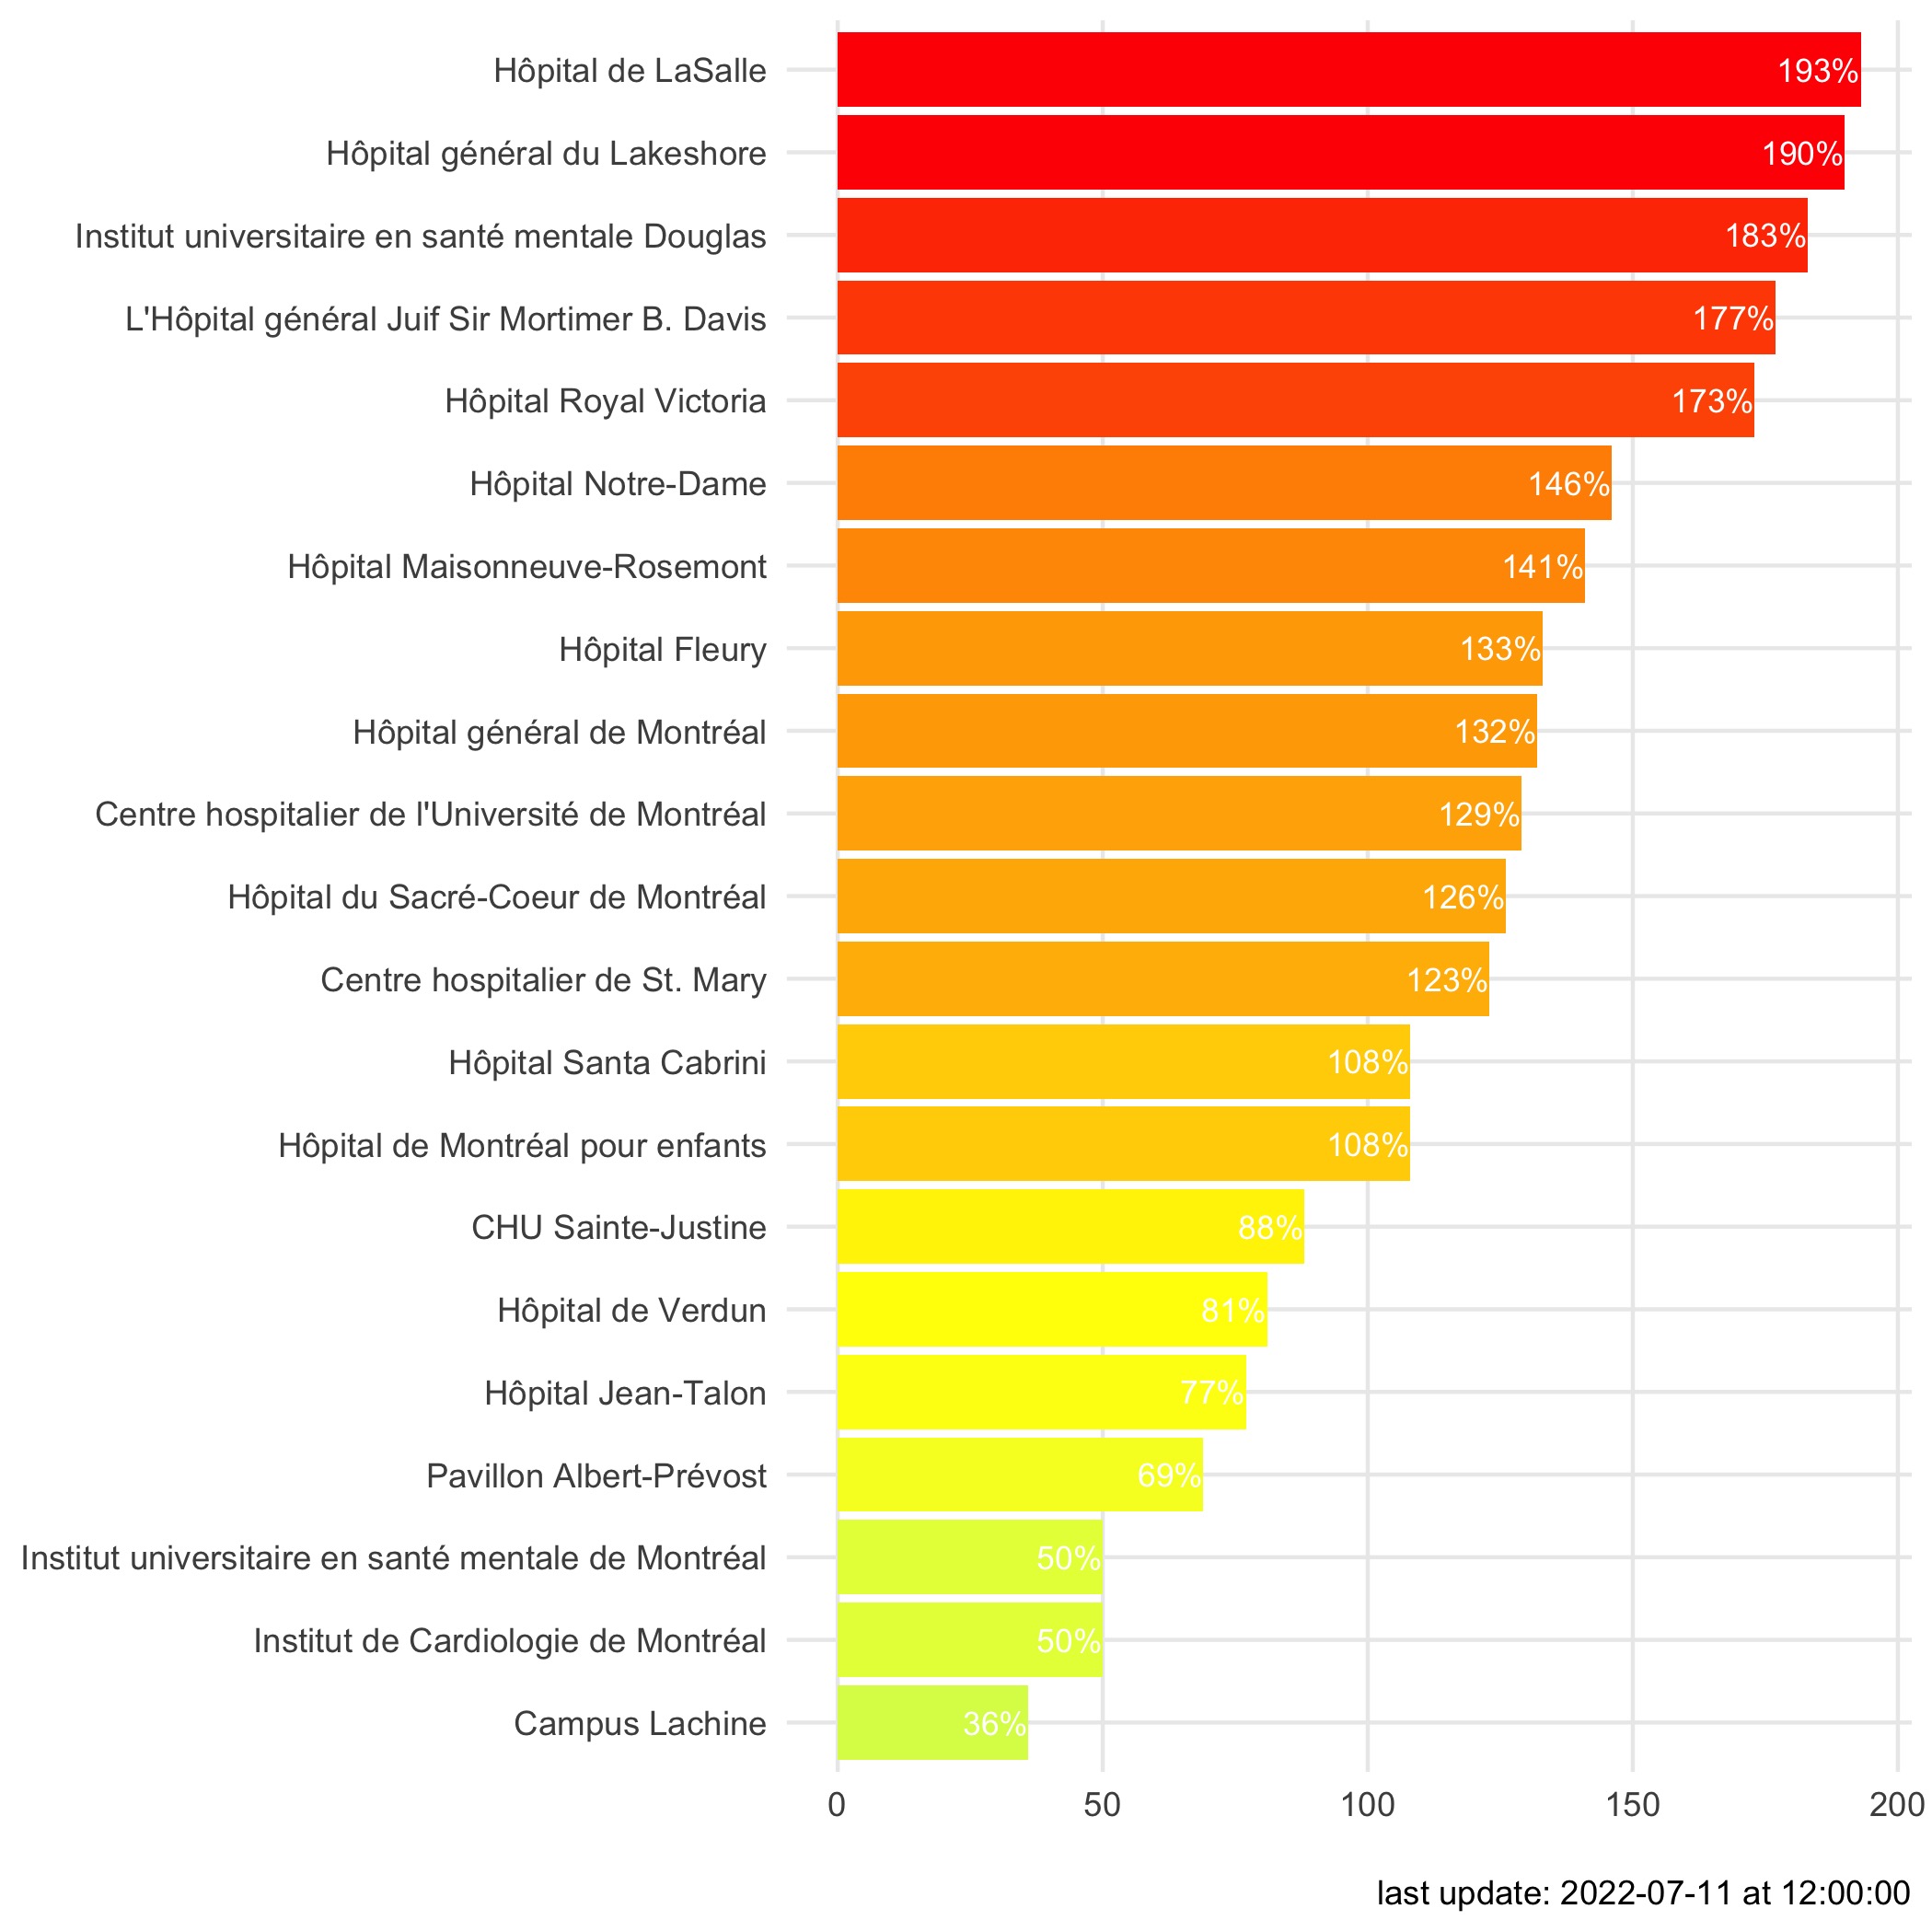 Hôpital de LaSalle 193%
Hôpital général du Lakeshore 190%
Institut universitaire en santé mentale Douglas 183%
L'Hôpital général Juif Sir Mortimer B. Davis 177%
Hôpital Royal Victoria 173%
Hôpital Notre-Dame 146%
Hôpital Maisonneuve-Rosemont 141%
Hôpital Fleury 133%
Hôpital général de Montréal 132%
Centre hospitalier de l'Université de Montréal 129%
Hôpital du Sacré-Coeur de Montréal 126%
Centre hospitalier de St. Mary 123%
Hôpital Santa Cabrini 108%
Hôpital de Montréal pour enfants 108%
CHU Sainte-Justine 88%
Hôpital de Verdun 81%
Hôpital Jean-Talon 77%
Pavillon Albert-Prévost 69%
Institut universitaire en santé mentale de Montréal 50%
Institut de Cardiologie de Montréal 50%
Campus Lachine 36%
0 50 100 150 200
last update: 2022-07-11 at 12:00:00